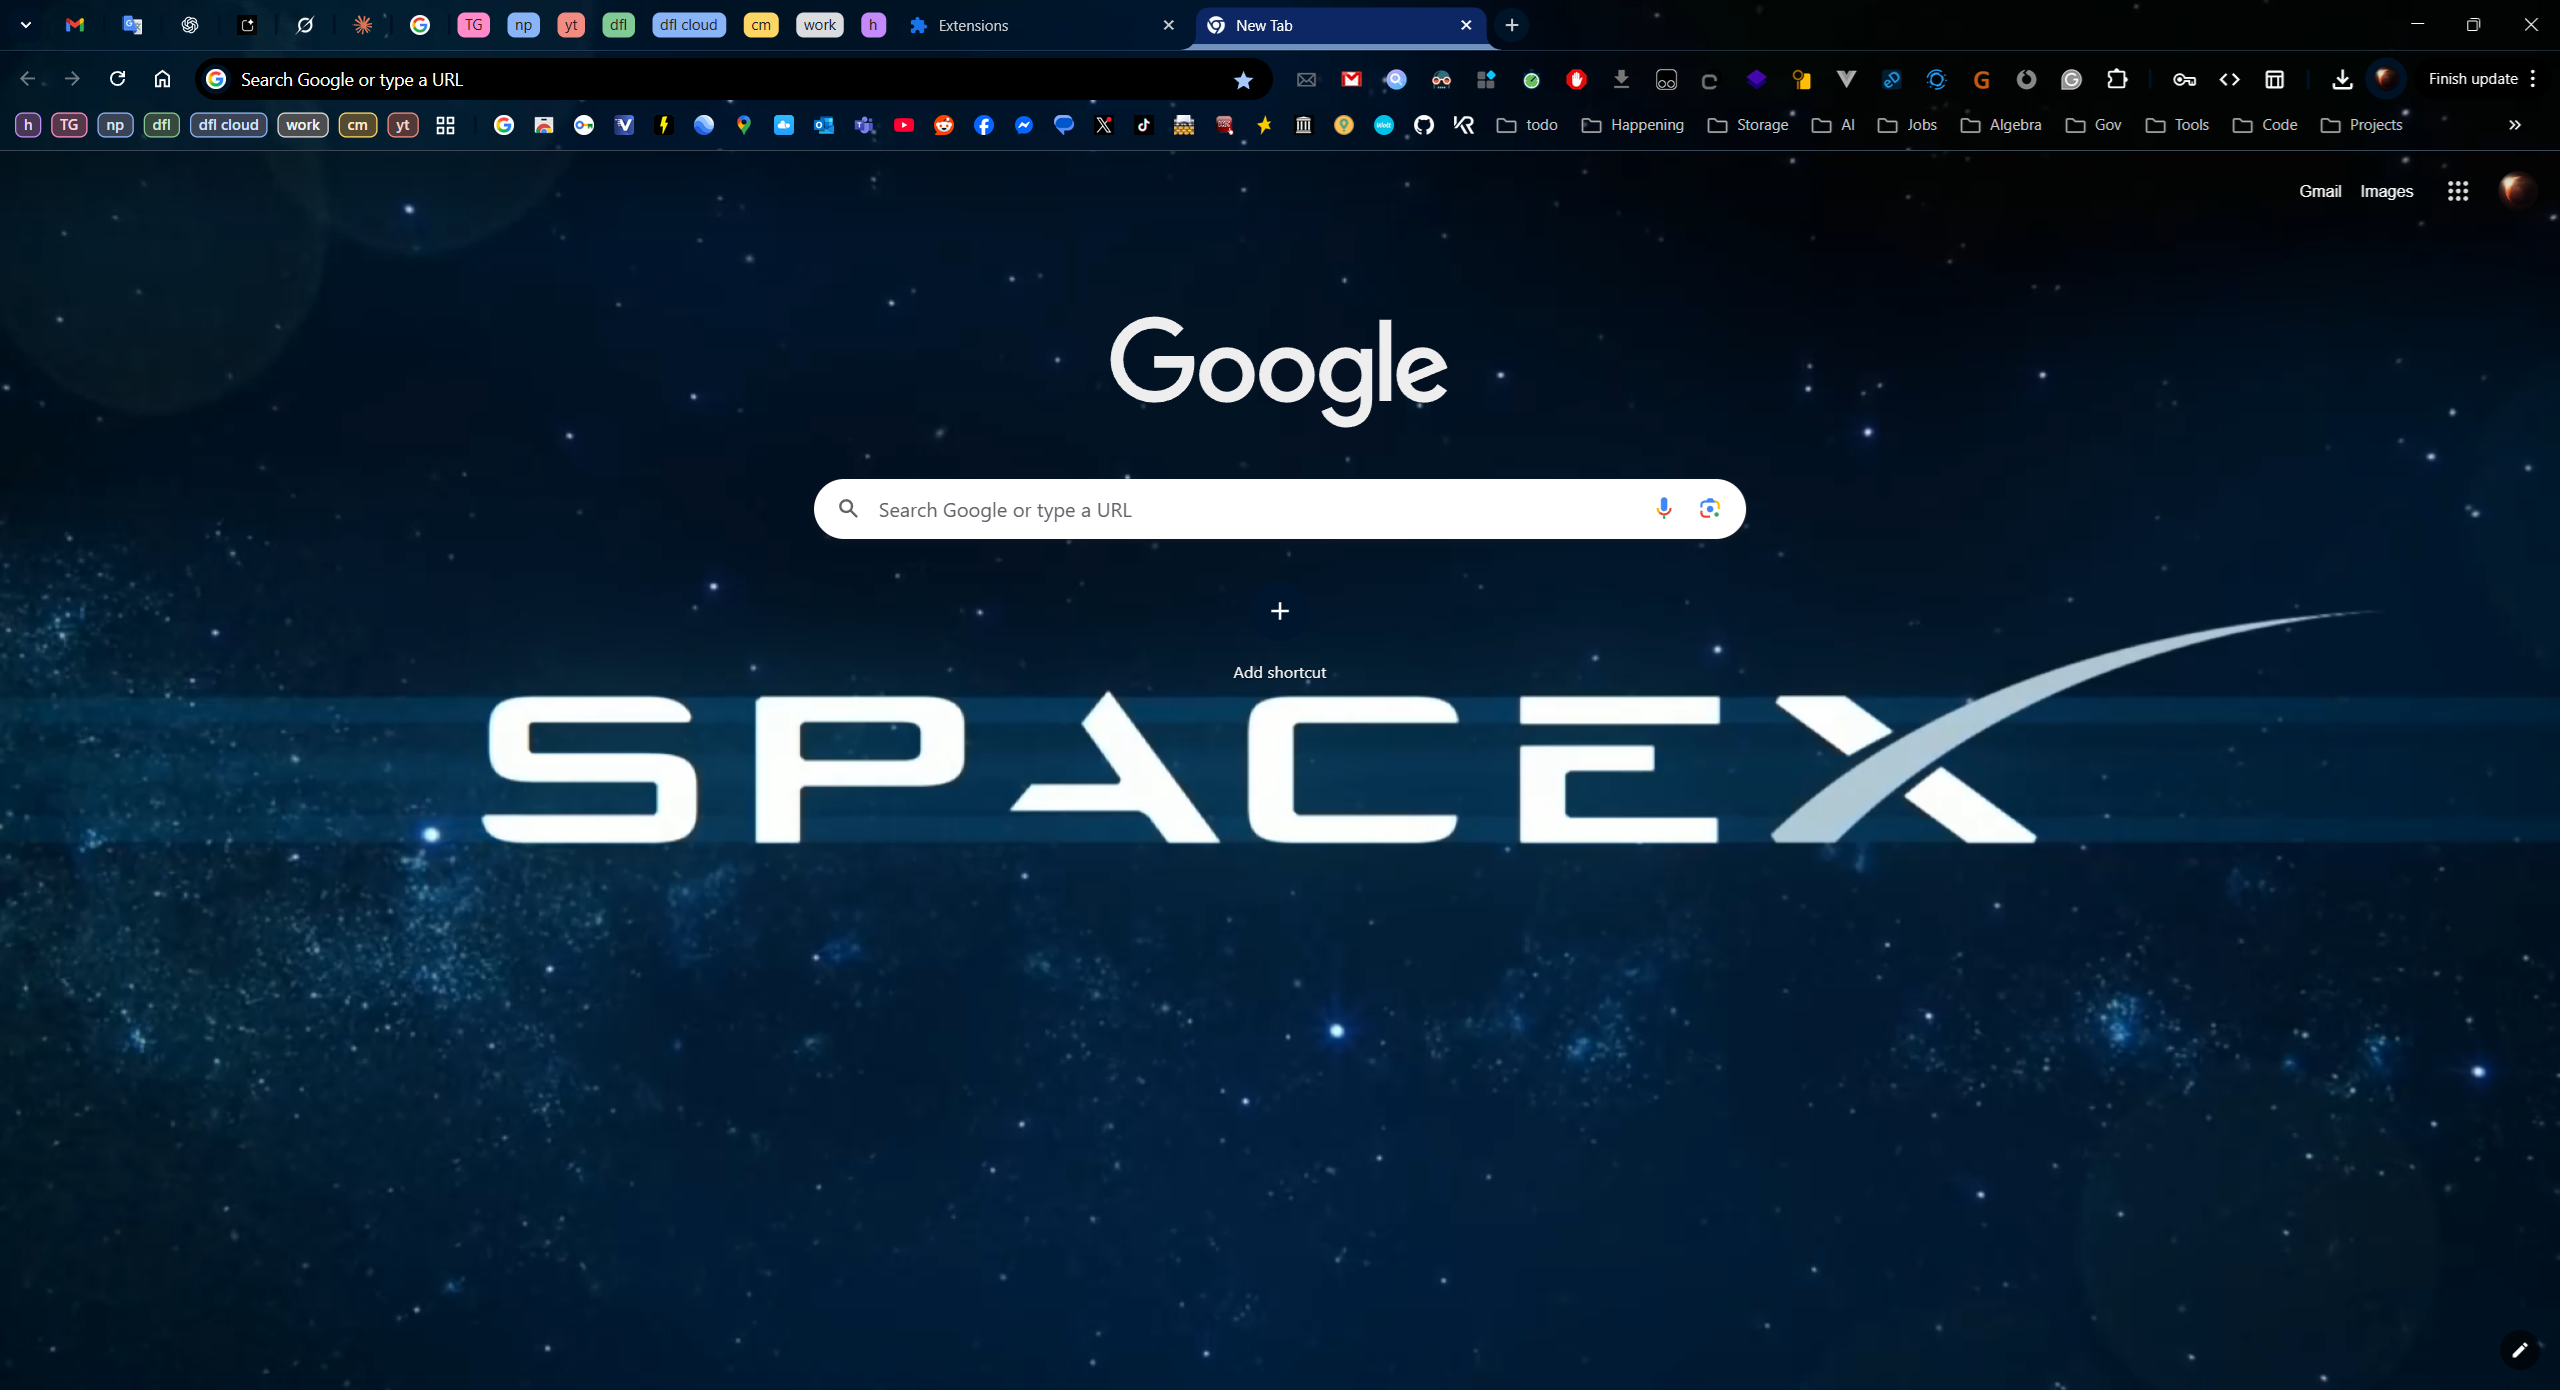 TG np yt dfl dfl cloud cm work h Extensions New Tab
Search Google or type a URL Finish update
h TG np dfl dfl cloud work cm yt todo Happening Storage AI Jobs Algebra Gov Tools Code Projects
Gmail Images
Google
Search Google or type a URL
Add shortcut
SPACEX